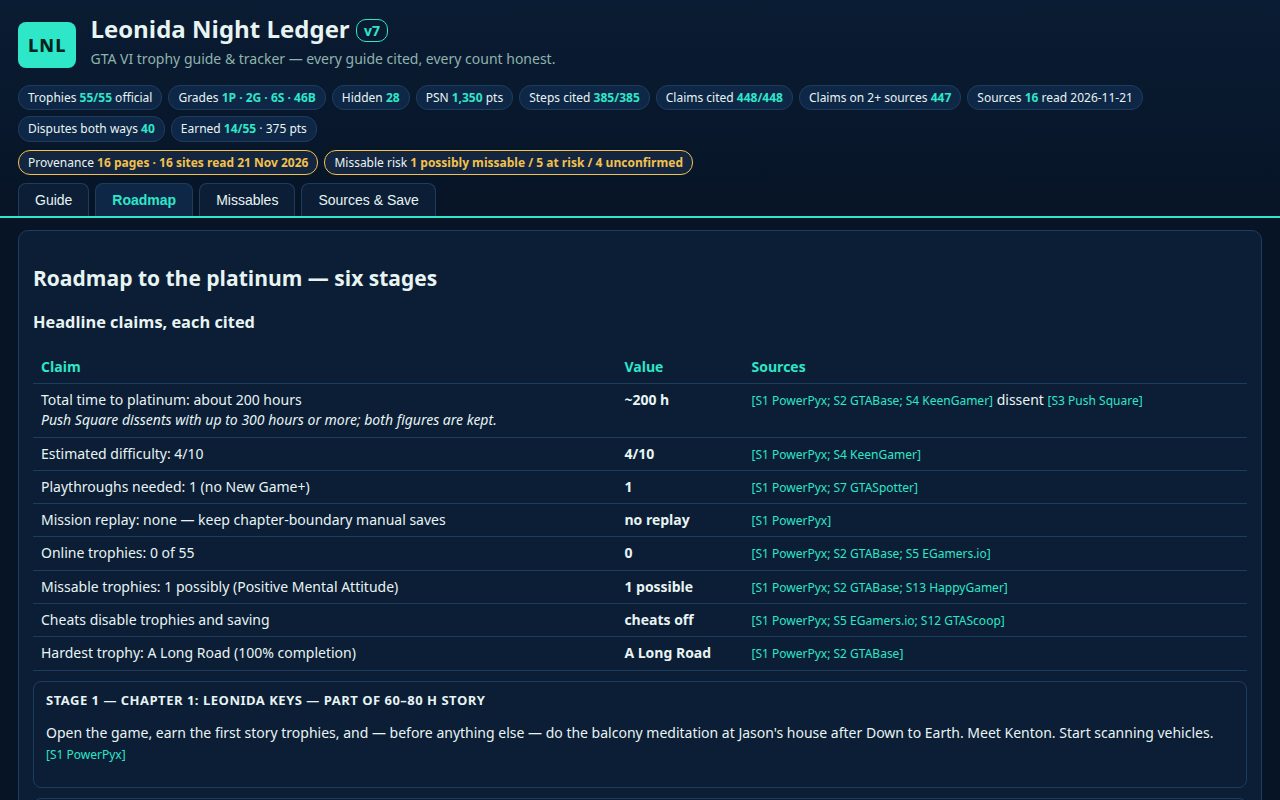 LNL
Leonida Night Ledger v7
GTA VI trophy guide & tracker — every guide cited, every count honest.
Trophies 55/55 official Grades 1P · 2G · 6S · 46B Hidden 28 PSN 1,350 pts Steps cited 385/385 Claims cited 448/448 Claims on 2+ sources 447 Sources 16 read 2026-11-21
Disputes both ways 40 Earned 14/55 · 375 pts
Provenance 16 pages · 16 sites read 21 Nov 2026 Missable risk 1 possibly missable / 5 at risk / 4 unconfirmed
Guide Roadmap Missables Sources & Save
Roadmap to the platinum — six stages
Headline claims, each cited
Claim Value Sources
Total time to platinum: about 200 hours ~200 h [S1 PowerPyx; S2 GTABase; S4 KeenGamer] dissent [S3 Push Square]
Push Square dissents with up to 300 hours or more; both figures are kept.
Estimated difficulty: 4/10 4/10 [S1 PowerPyx; S4 KeenGamer]
Playthroughs needed: 1 (no New Game+) 1 [S1 PowerPyx; S7 GTASpotter]
Mission replay: none — keep chapter-boundary manual saves no replay [S1 PowerPyx]
Online trophies: 0 of 55 0 [S1 PowerPyx; S2 GTABase; S5 EGamers.io]
Missable trophies: 1 possibly (Positive Mental Attitude) 1 possible [S1 PowerPyx; S2 GTABase; S13 HappyGamer]
Cheats disable trophies and saving cheats off [S1 PowerPyx; S5 EGamers.io; S12 GTAScoop]
Hardest trophy: A Long Road (100% completion) A Long Road [S1 PowerPyx; S2 GTABase]
STAGE 1 — CHAPTER 1: LEONIDA KEYS — PART OF 60–80 H STORY
Open the game, earn the first story trophies, and — before anything else — do the balcony meditation at Jason's house after Down to Earth. Meet Kenton. Start scanning vehicles.
[S1 PowerPyx]